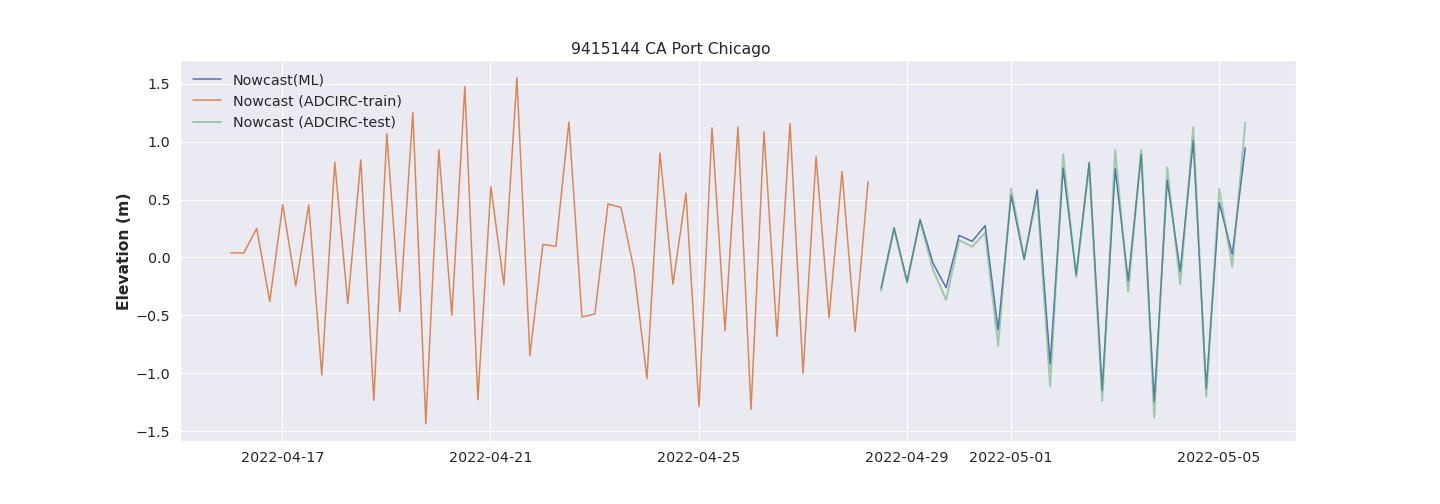 9415144 CA Port Chicago
Nowcast(ML)
Nowcast (ADCIRC-train)
Nowcast (ADCIRC-test)
Elevation (m)
1.5
1.0
0.5
0.0
−0.5
−1.0
−1.5
2022-04-17 2022-04-21 2022-04-25 2022-04-29 2022-05-01 2022-05-05